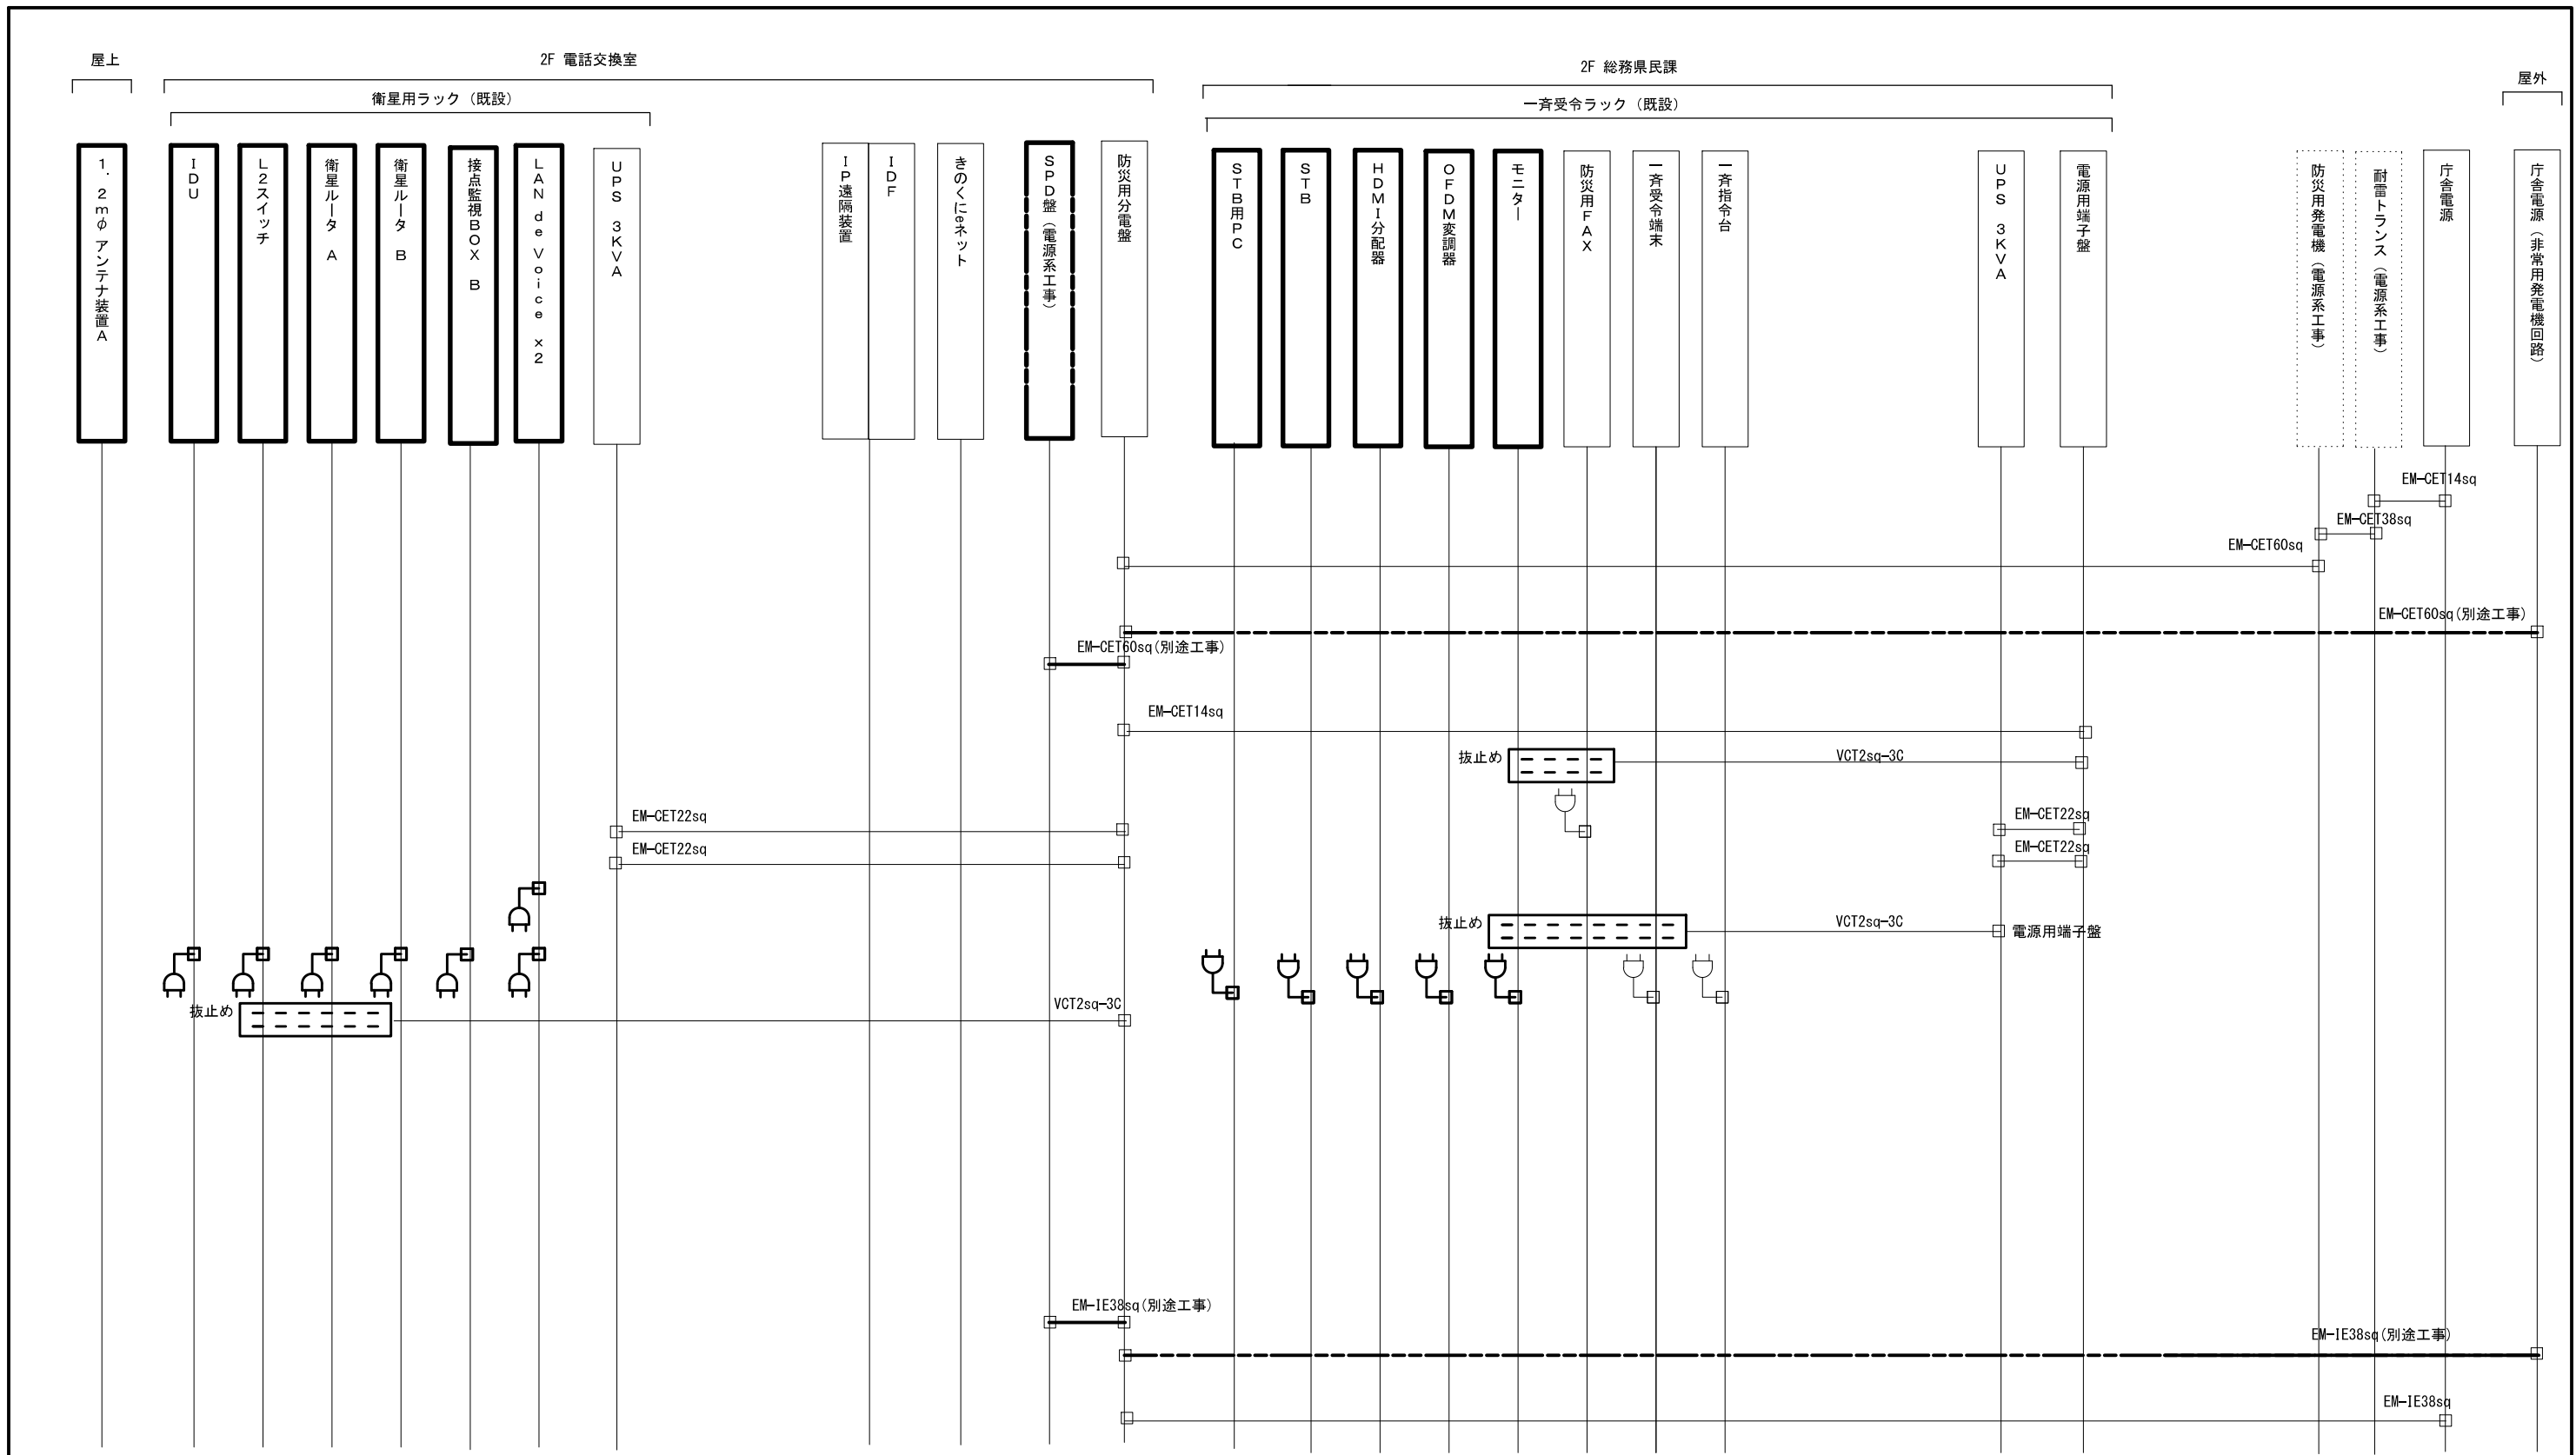 屋上
2F 電話交換室
2F 総務県民課
屋外
衛星用ラック（既設）
一斉受令ラック（既設）
1.2mφ アンテナ装置A
IDU
L2スイッチ
衛星ルータ A
衛星ルータ B
接点監視BOX B
LAN de Voice ×2
UPS 3KVA
IP遠隔装置
IDF
きのくにeネット
SPD盤（電源系工事）
防災用分電盤
STB用PC
STB
HDMI分配器
OFDM変調器
モニター
防災用FAX
一斉受令端末
一斉指令台
UPS 3KVA
電源用端子盤
防災用発電機（電源系工事）
耐雷トランス（電源系工事）
庁舎電源
庁舎電源（非常用発電機回路）
EM-CET14sq
EM-CET38sq
EM-CET60sq
EM-CET60sq(別途工事)
EM-CET60sq(別途工事)
EM-CET14sq
抜止め
VCT2sq-3C
EM-CET22sq
EM-CET22sq
EM-CET22sq
EM-CET22sq
抜止め
VCT2sq-3C
電源用端子盤
抜止め
VCT2sq-3C
EM-IE38sq(別途工事)
EM-IE38sq(別途工事)
EM-IE38sq